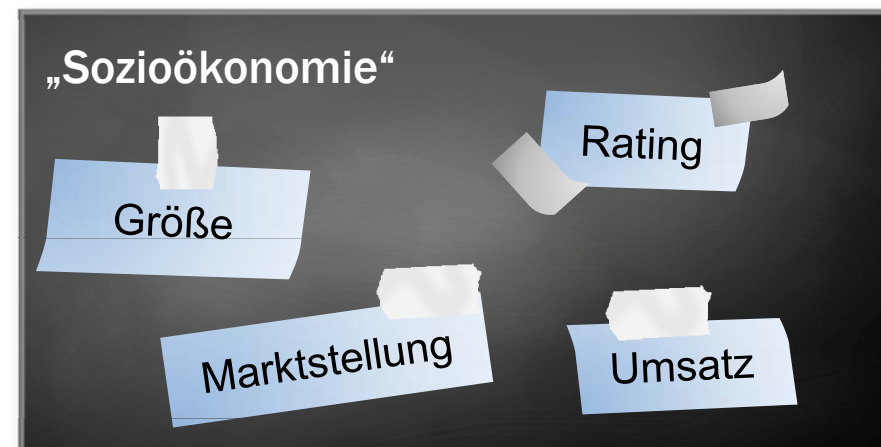 „Sozioökonomie“
Rating
Größe
Marktstellung
Umsatz